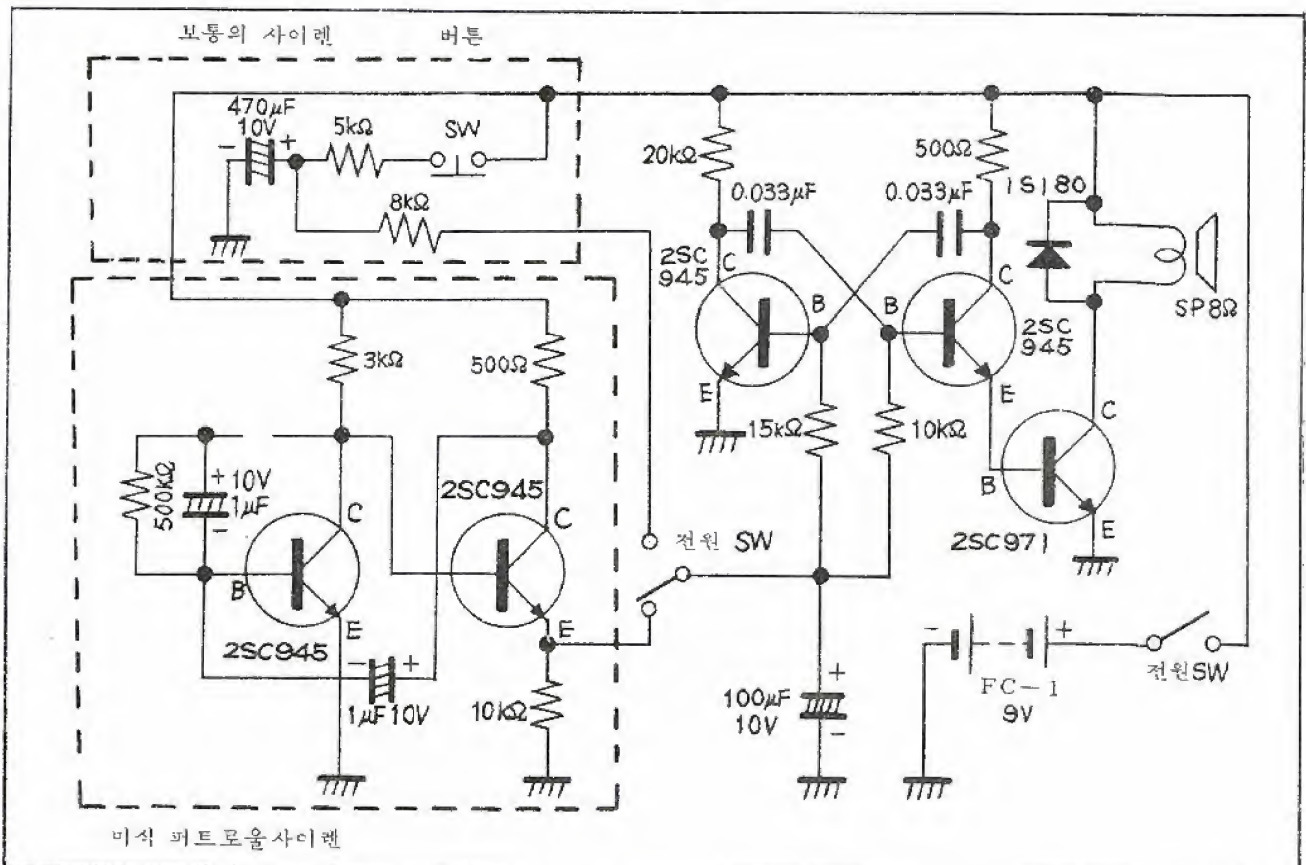 보통의 사이렌 버튼
470μF
10V
- +
5kΩ
SW
8kΩ
20kΩ
500Ω
0.033μF
0.033μF
1S180
2SC
945
C
B
E
B
C
2SC
945
E
SP8Ω
15kΩ
10kΩ
B
C
E
2SC971
3kΩ
500Ω
500kΩ
+ 10V
1μF
-
2SC945
C
B
E
2SC945
C
E
- +
1μF 10V
10kΩ
전원 SW
100μF
10V
+
-
- +
FC-1
9V
전원SW
미식 퍼트로울사이렌